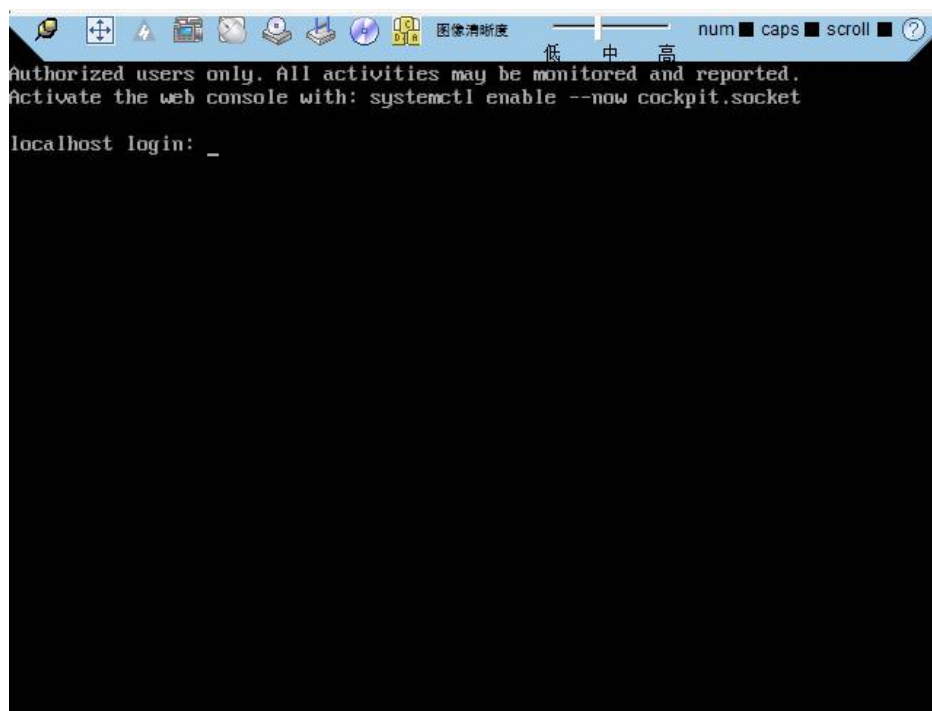 图像清晰度 低 中 高 num caps scroll ?
Authorized users only. All activities may be monitored and reported.
Activate the web console with: systemctl enable --now cockpit.socket
localhost login: _